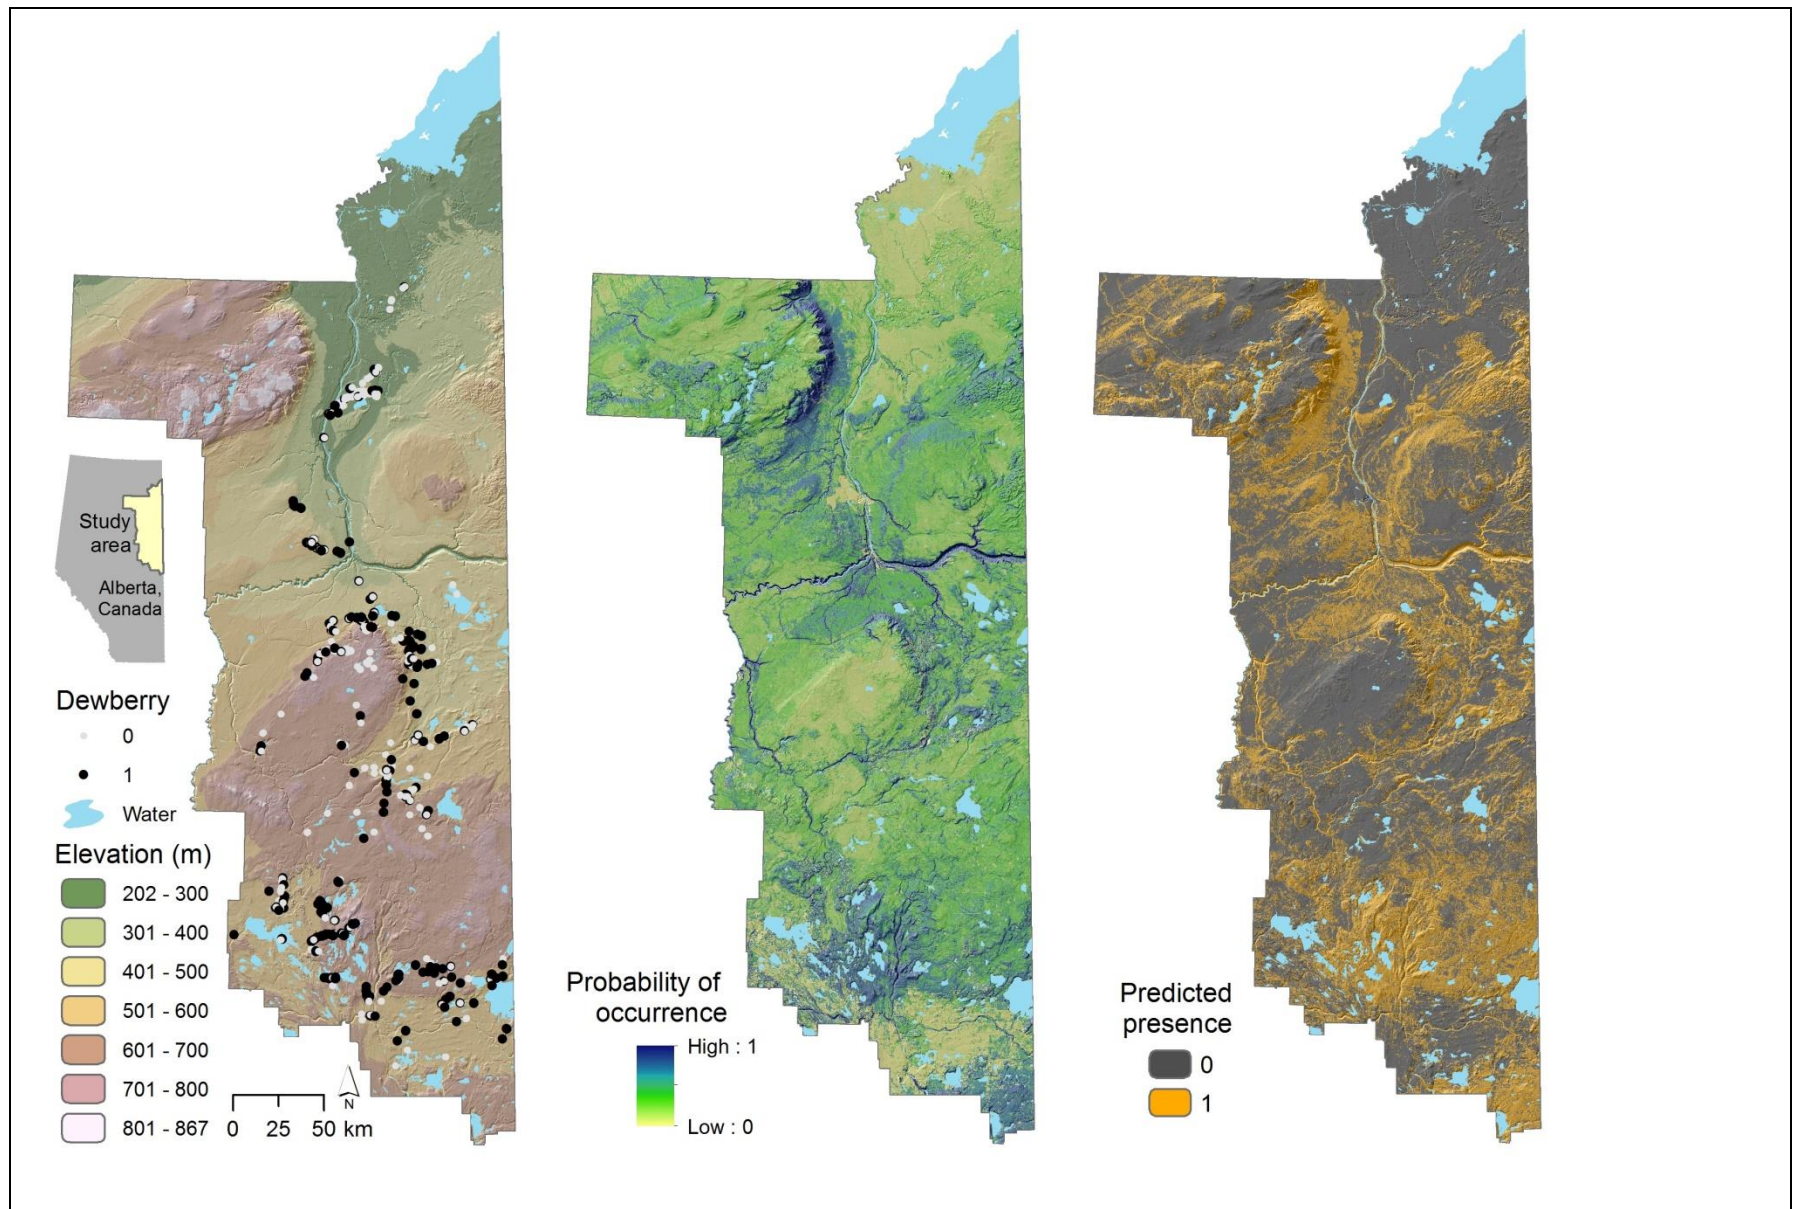 Study
area
Alberta,
Canada
Dewberry
0
1
Water
Elevation (m)
202 - 300
301 - 400
401 - 500
501 - 600
601 - 700
701 - 800
801 - 867
N
0 25 50 km
Probability of
occurrence
High : 1
Low : 0
Predicted
presence
0
1